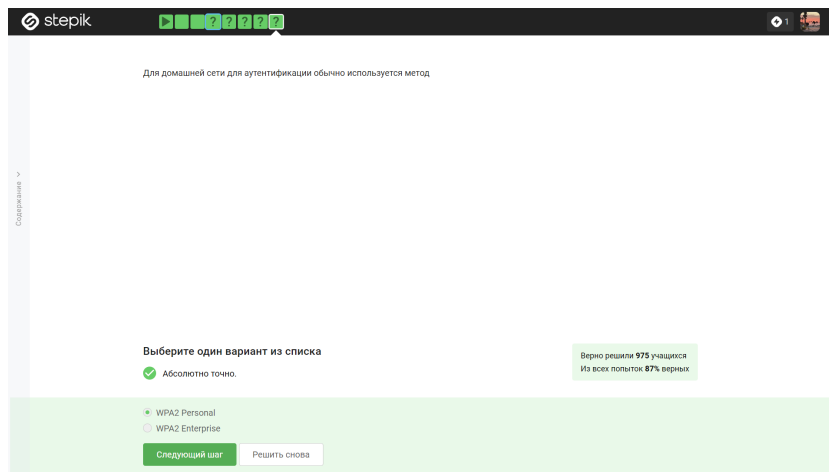 stepik
? ? ? ? ?
1
Для домашней сети для аутентификации обычно используется метод
Содержание
Выберите один вариант из списка
Верно решили 975 учащихся
Абсолютно точно.
Из всех попыток 87% верных
WPA2 Personal
WPA2 Enterprise
Следующий шаг
Решить снова